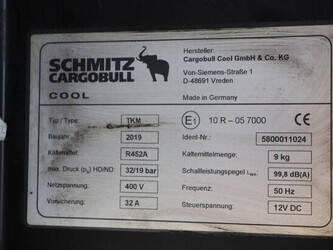 Hersteller:
SCHMITZ Cargobull Cool GmbH & Co. KG
CARGOBULL Von-Siemens-Straße 1
D-48691 Vreden
COOL Made in Germany
Typ / Type: TKM E1 10 R - 05 7000
Baujahr: 2019 Ident-Nr.: 5800011024
Kältemittel: R452A Kältemittelmenge: 9 kg
max. Druck (ps) HD/ND: 32/19 bar Schallleistungspegel LWA: 99,8 dB(A)
Netzspannung: 400 V Frequenz: 50 Hz
Vorsicherung: 32 A Steuerspannung: 12V DC